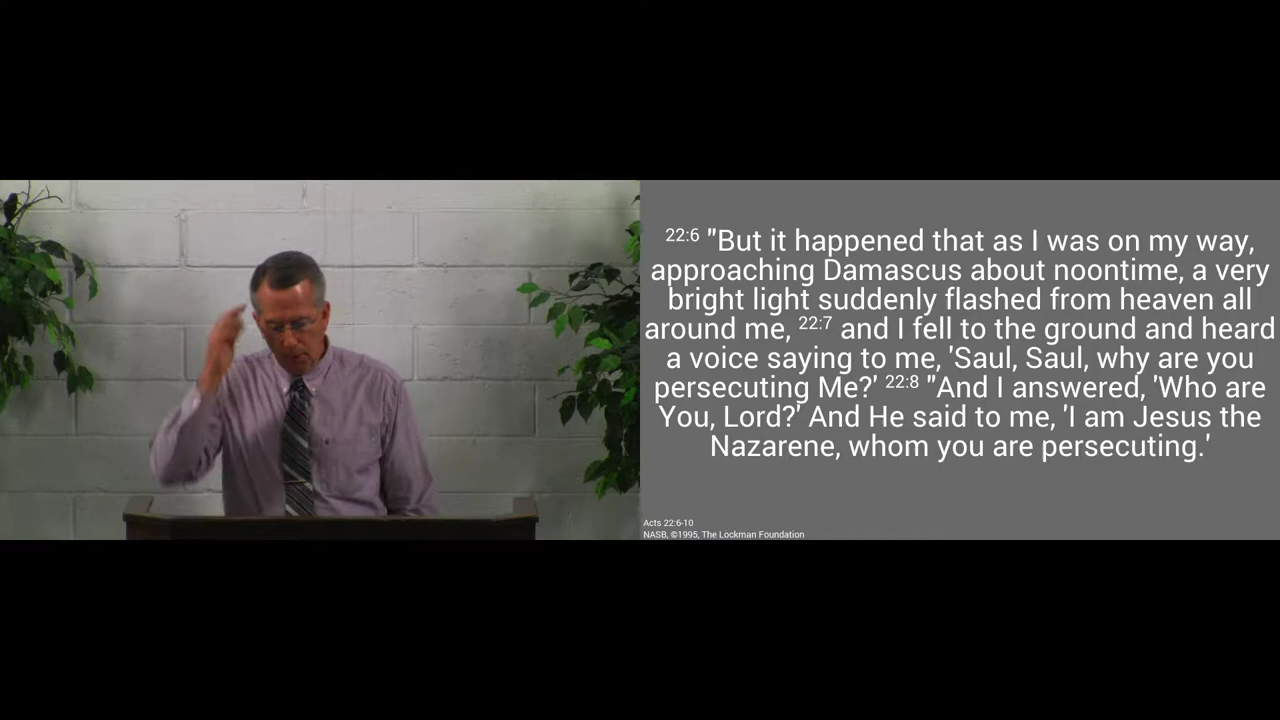 22:6 "But it happened that as I was on my way,
approaching Damascus about noontime, a very
bright light suddenly flashed from heaven all
around me, 22:7 and I fell to the ground and heard
a voice saying to me, 'Saul, Saul, why are you
persecuting Me?' 22:8 "And I answered, 'Who are
You, Lord?' And He said to me, 'I am Jesus the
Nazarene, whom you are persecuting.'
Acts 22:6-10
NASB, ©1995, The Lockman Foundation